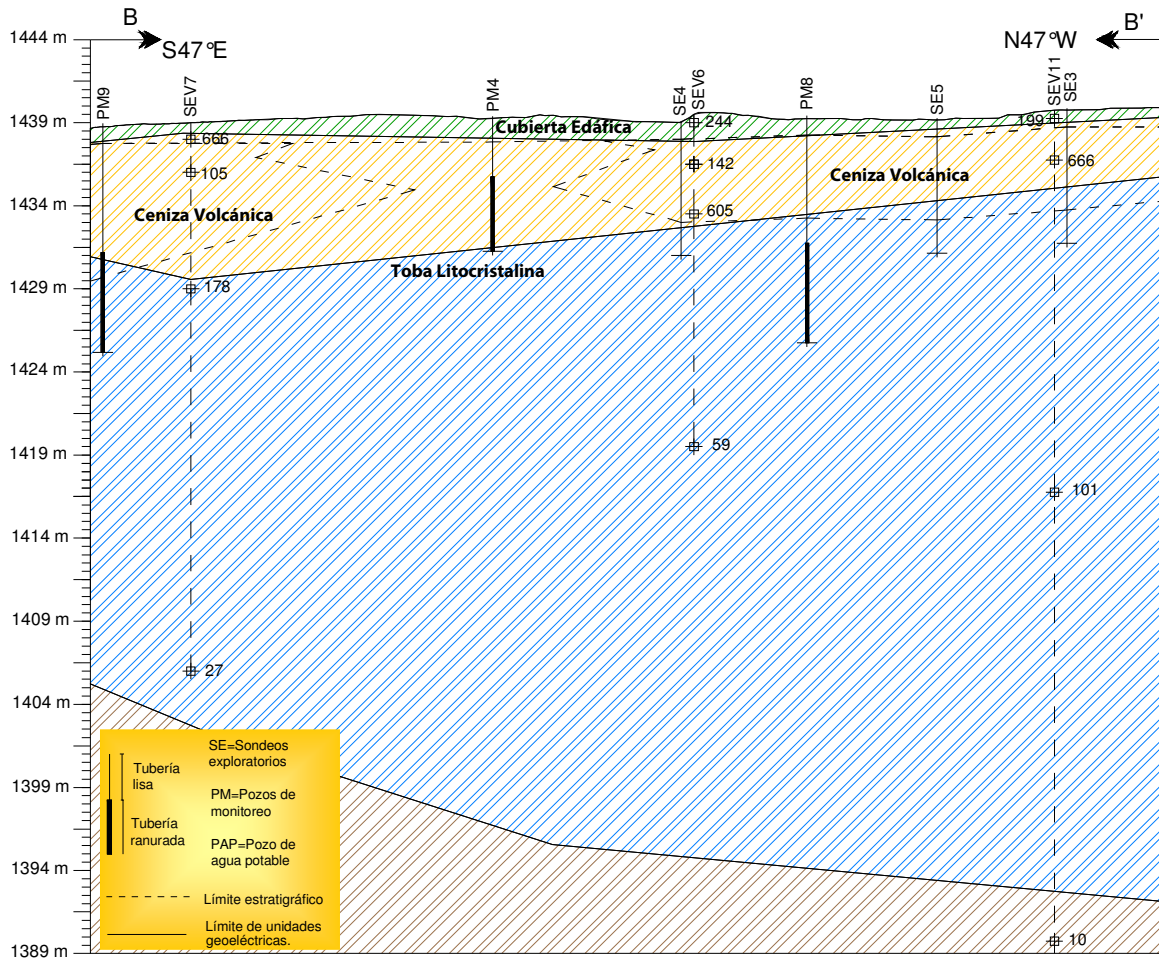 B
S47°E
N47°W
B'
1444 m
1439 m
1434 m
1429 m
1424 m
1419 m
1414 m
1409 m
1404 m
1399 m
1394 m
1389 m
PM9
SEV7
PM4
SE4
SEV6
PM8
SE5
SEV11
SE3
Cubierta Edáfica
666
244
199
105
142
666
Ceniza Volcánica
605
Ceniza Volcánica
Toba Litocristalina
178
59
101
27
10
Tubería
lisa
Tubería
ranurada
SE=Sondeos
exploratorios
PM=Pozos de
monitoreo
PAP=Pozo de
agua potable
Límite estratigráfico
Límite de unidades
geoeléctricas.